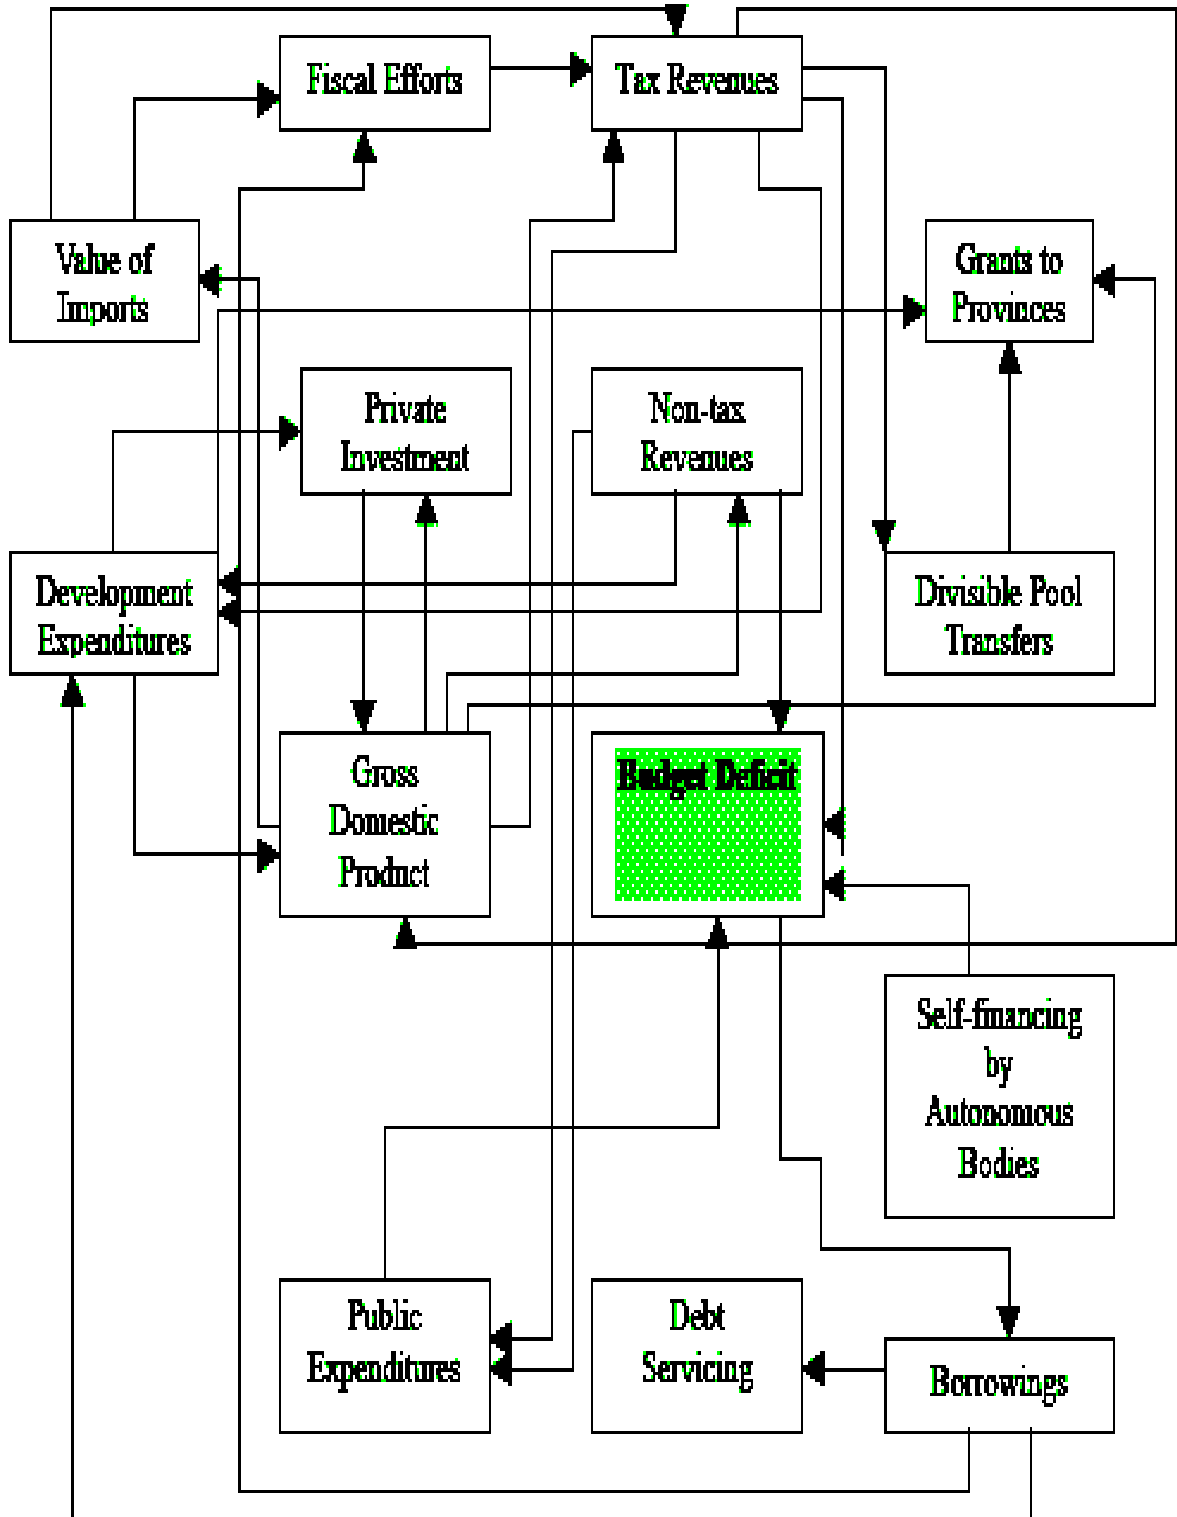 Fiscal Efforts
Tax Revenues
Value of
Imports
Grants to
Provinces
Private
Investment
Non-tax
Revenues
Development
Expenditures
Divisible Pool
Transfers
Gross
Domestic
Product
Budget Deficit
Self-financing
by
Autonomous
Bodies
Public
Expenditures
Debt
Servicing
Borrowings